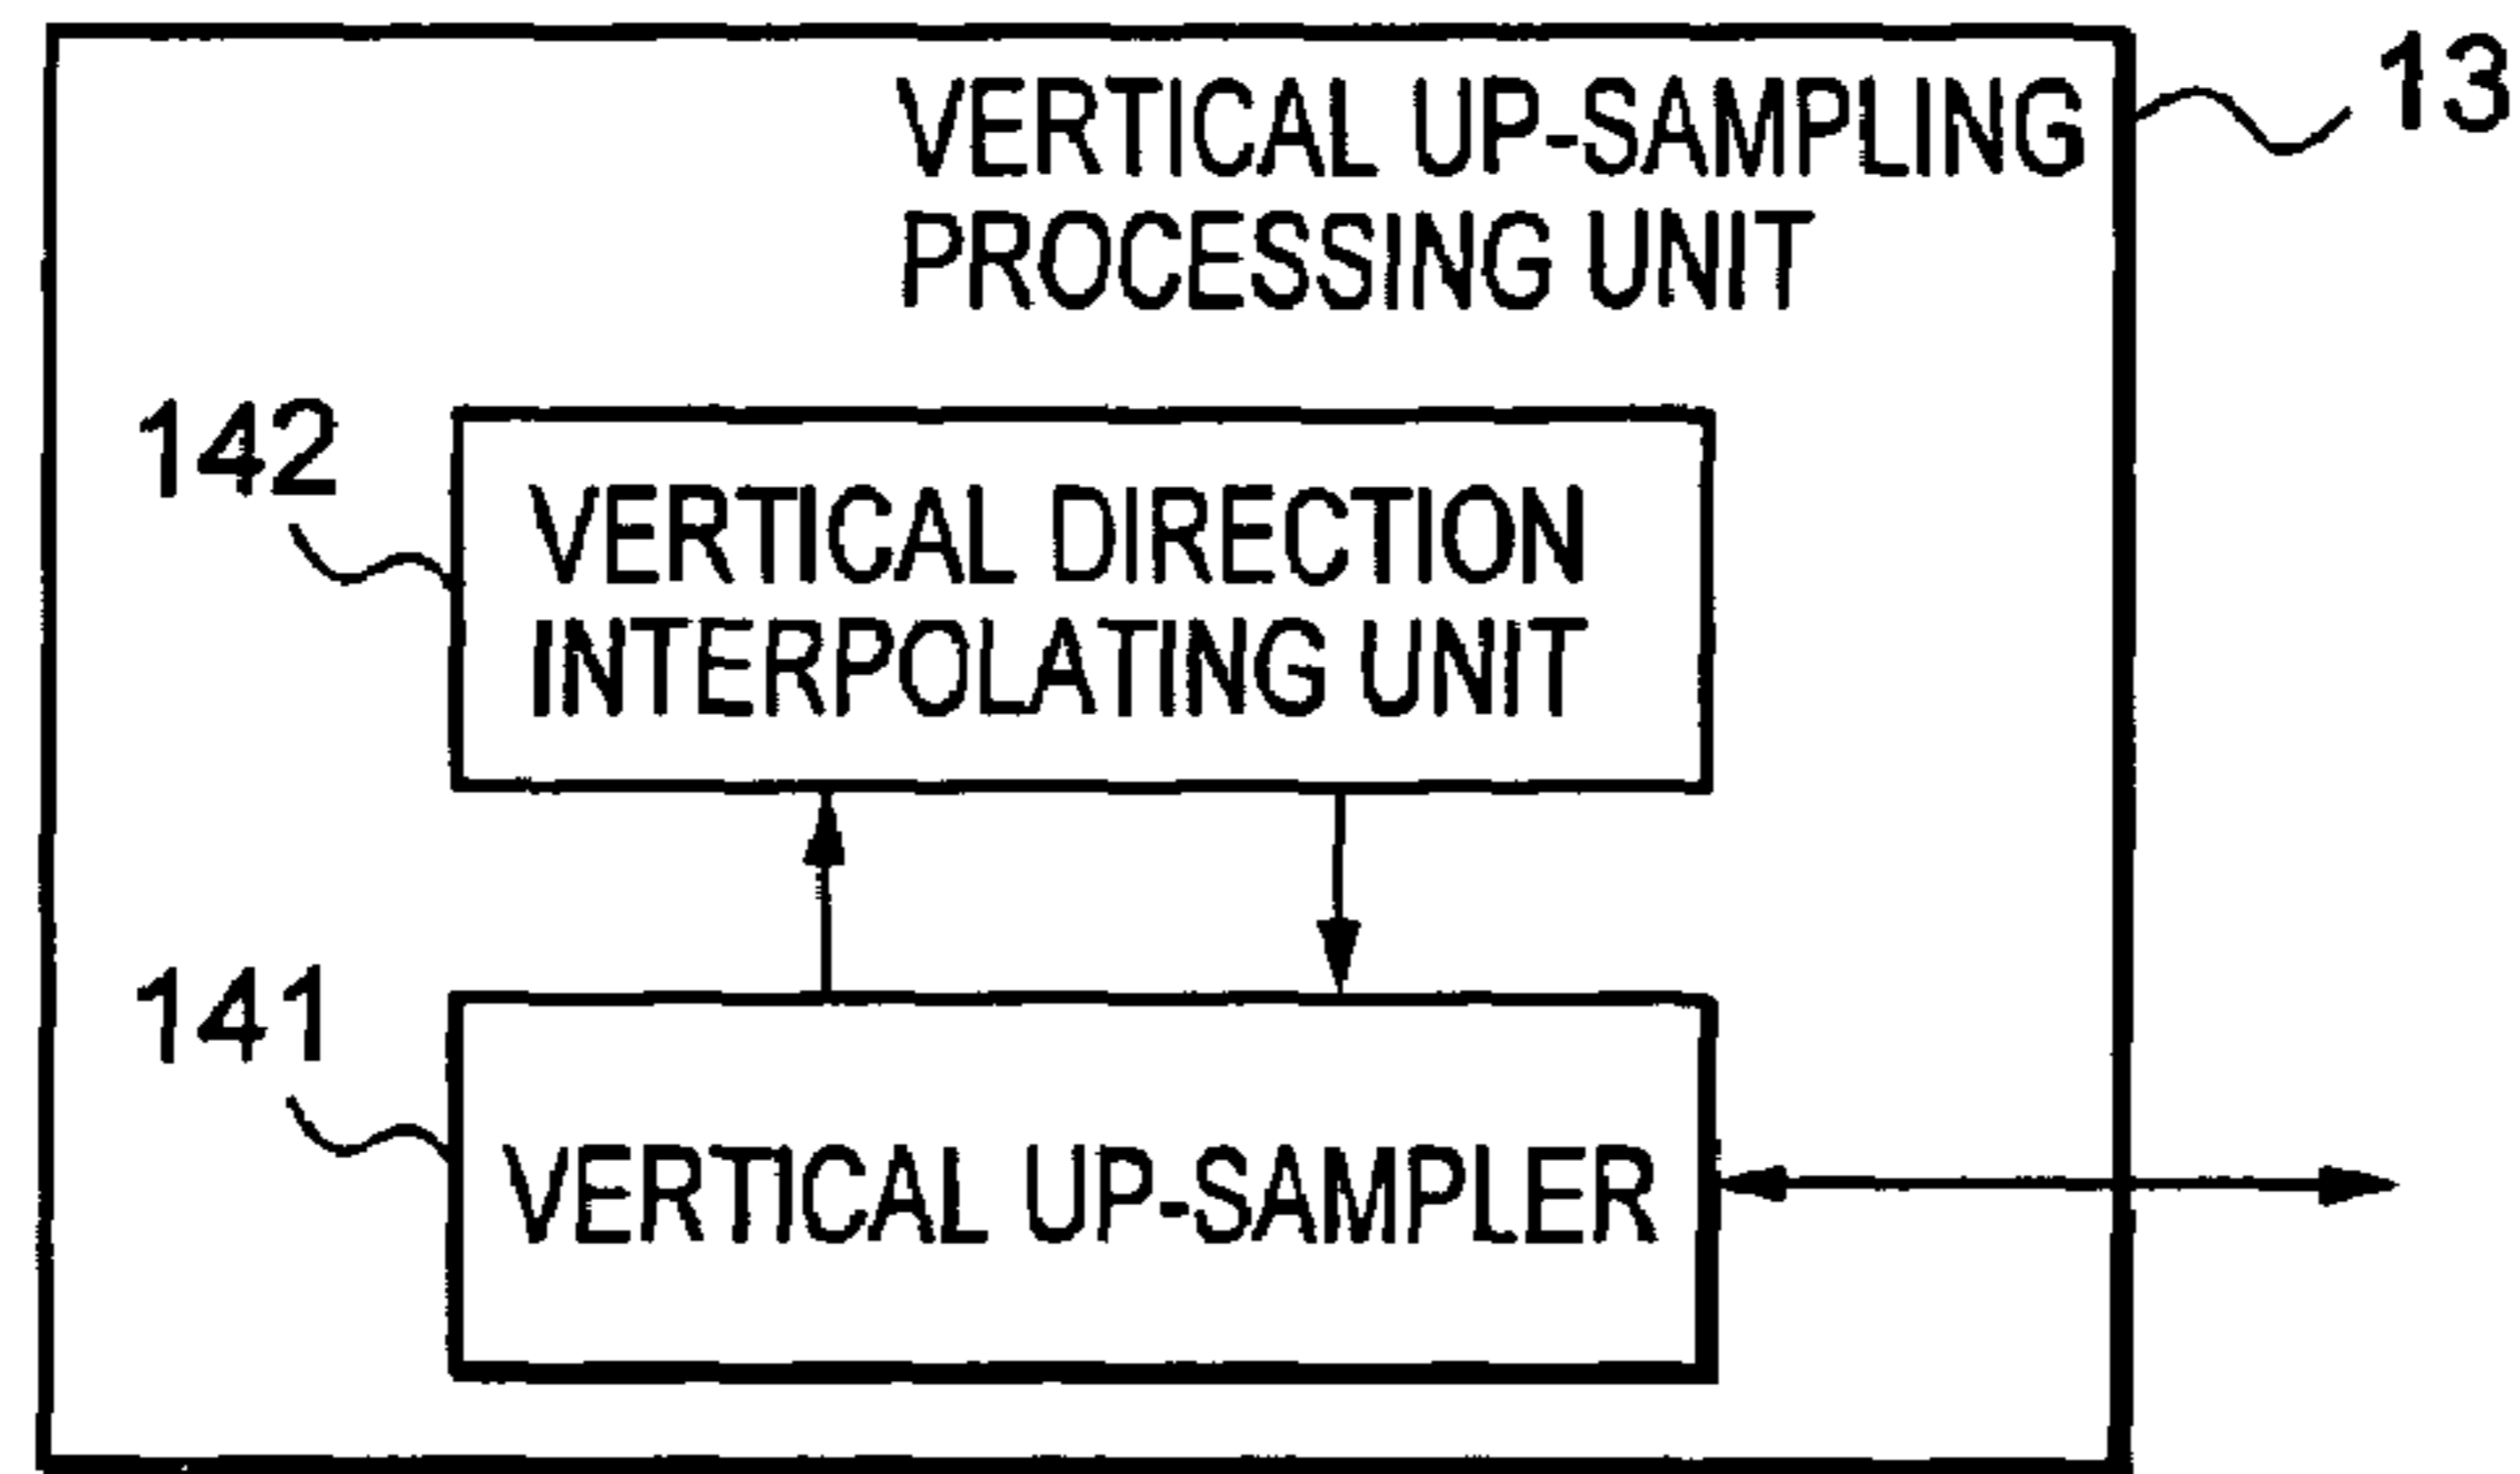 VERTICAL UP-SAMPLING
PROCESSING UNIT
13
142
VERTICAL DIRECTION
INTERPOLATING UNIT
141
VERTICAL UP-SAMPLER